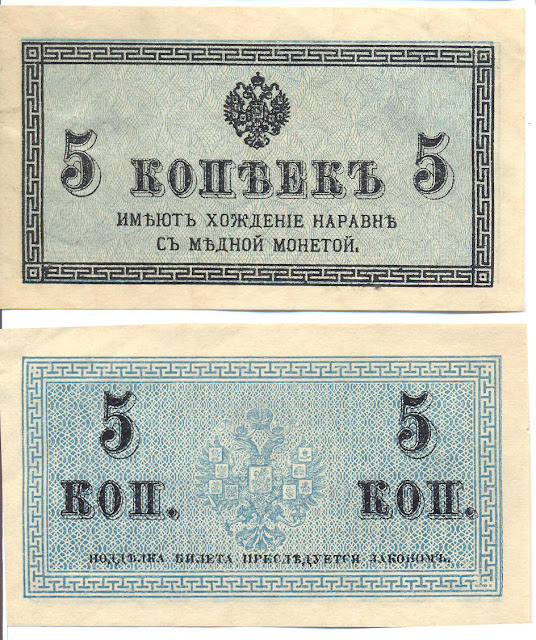 5 КОПѢЕКЪ 5
ИМѢЮТЪ ХОЖДЕНІЕ НАРАВНѢ
СЪ МѢДНОЙ МОНЕТОЙ.
5 5
КОП. КОП.
ПОДДѢЛКА БИЛЕТА ПРЕСЛѢДУЕТСЯ ЗАКОНОМЪ.